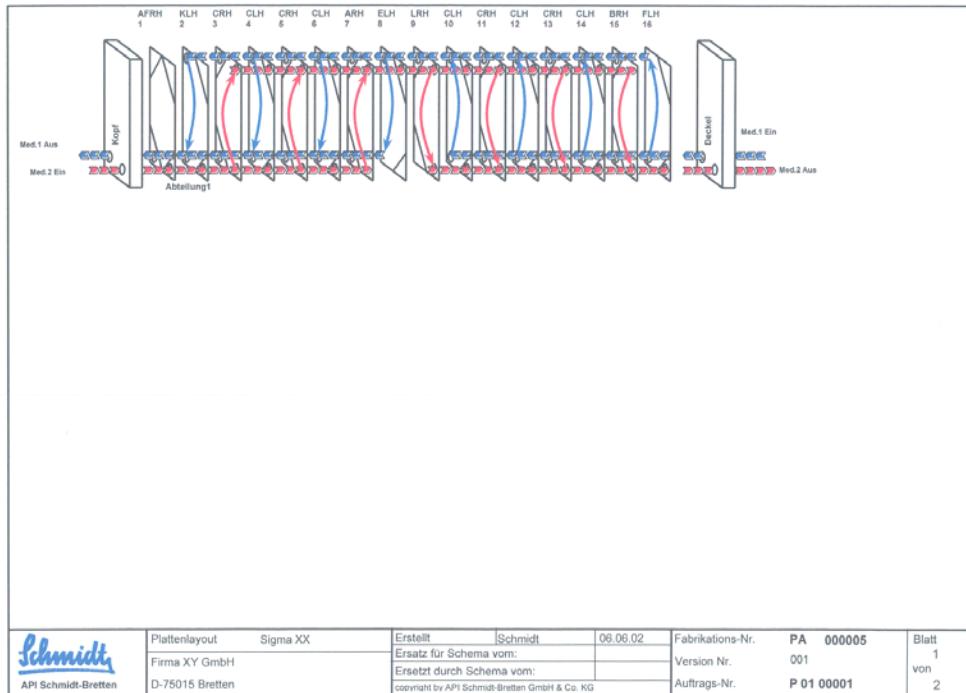 AFRH KLH CRH CLH CRH CLH ARH ELH LRH CLH CRH CLH CRH CLH BRH FLH
1 2 3 4 5 6 7 8 9 10 11 12 13 14 15 16
Kopf
Deckel
Med.1 Aus
Med.1 Ein
Med.2 Ein
Med.2 Aus
Abteilung1
Schmidt
API Schmidt-Bretten
Plattenlayout Sigma XX
Firma XY GmbH
D-75015 Bretten
Erstellt Schmidt 06.06.02
Ersatz für Schema vom:
Ersetzt durch Schema vom:
copyright by API Schmidt-Bretten GmbH & Co. KG
Fabrikations-Nr. PA 000005
Version Nr. 001
Auftrags-Nr. P 01 00001
Blatt
1
von
2